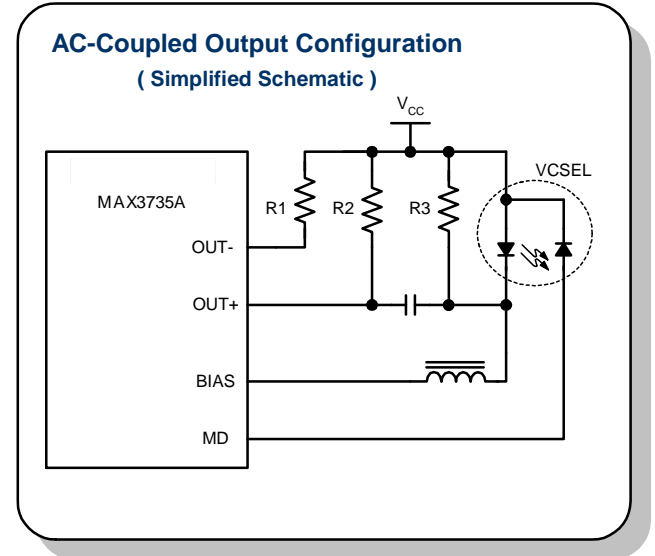 AC-Coupled Output Configuration
( Simplified Schematic )
VCC
VCSEL
MAX3735A
R1
R2
R3
OUT-
OUT+
BIAS
MD